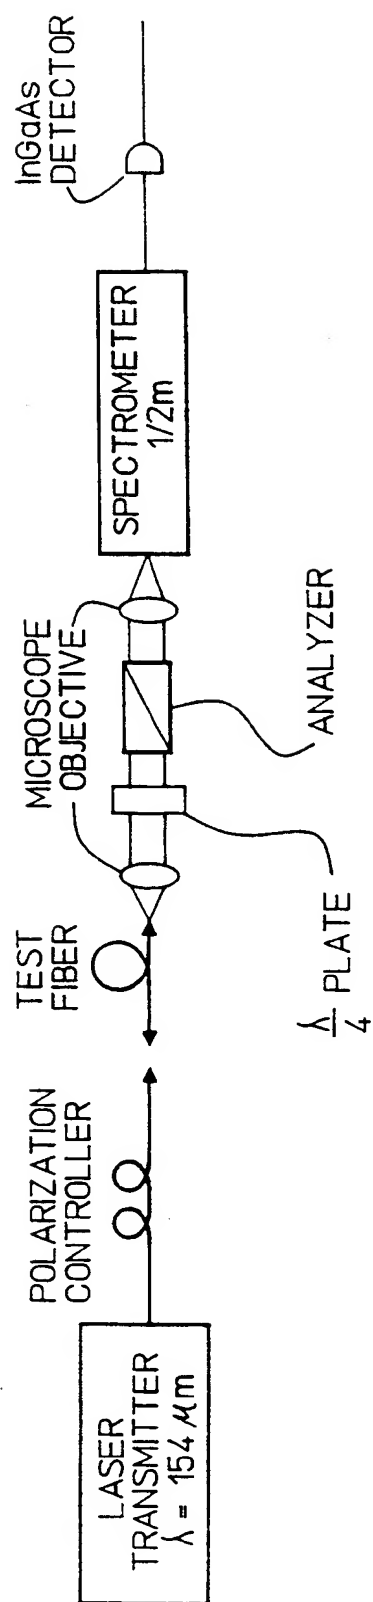 LASER
TRANSMITTER
λ = 154 μm
POLARIZATION
CONTROLLER
TEST
FIBER
λ/4 PLATE
MICROSCOPE
OBJECTIVE
ANALYZER
SPECTROMETER
1/2m
InGaAs
DETECTOR